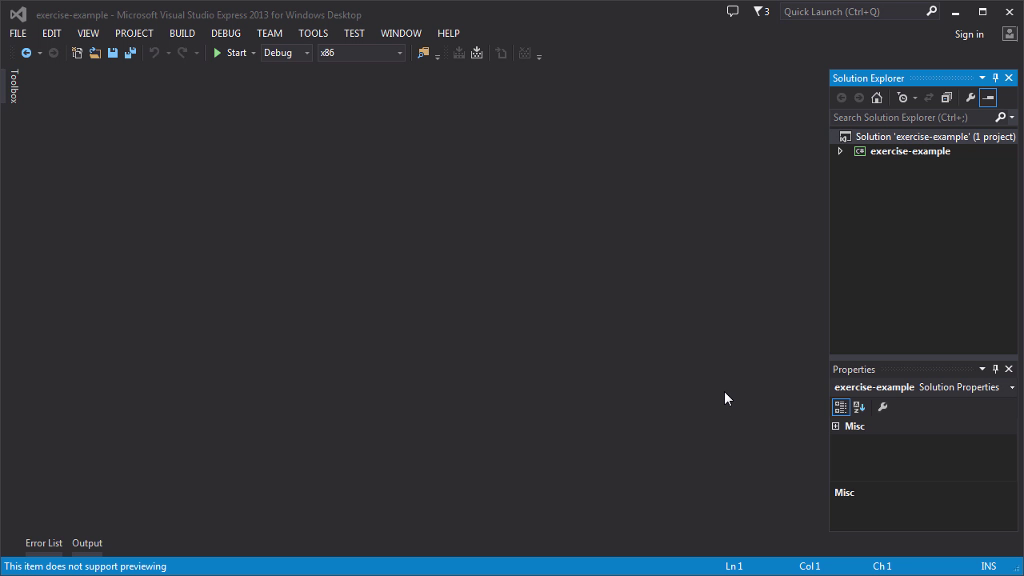 exercise-example - Microsoft Visual Studio Express 2013 for Windows Desktop
3
Quick Launch (Ctrl+Q)
FILE EDIT VIEW PROJECT BUILD DEBUG TEAM TOOLS TEST WINDOW HELP
Sign in
Start Debug x86
Toolbox
Solution Explorer
Search Solution Explorer (Ctrl+;)
Solution 'exercise-example' (1 project)
C# exercise-example
Properties
exercise-example Solution Properties
Misc
Misc
Error List Output
This item does not support previewing Ln 1 Col 1 Ch 1 INS